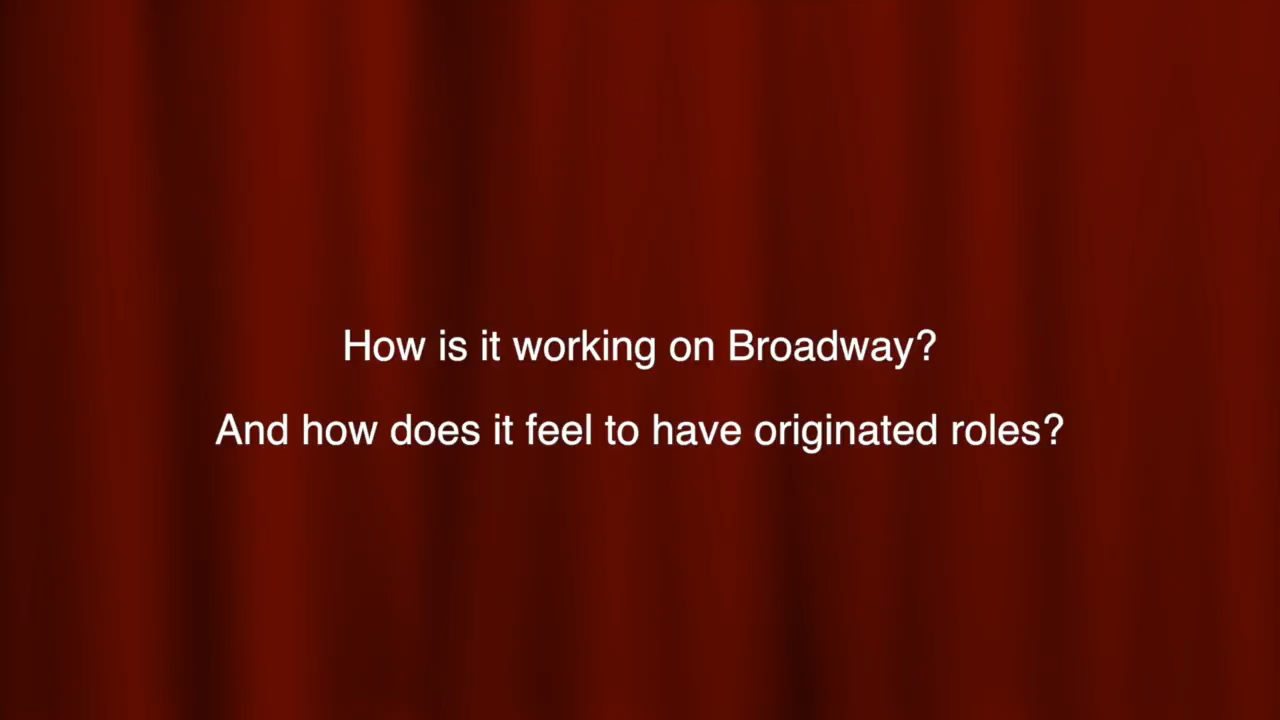 How is it working on Broadway?
And how does it feel to have originated roles?